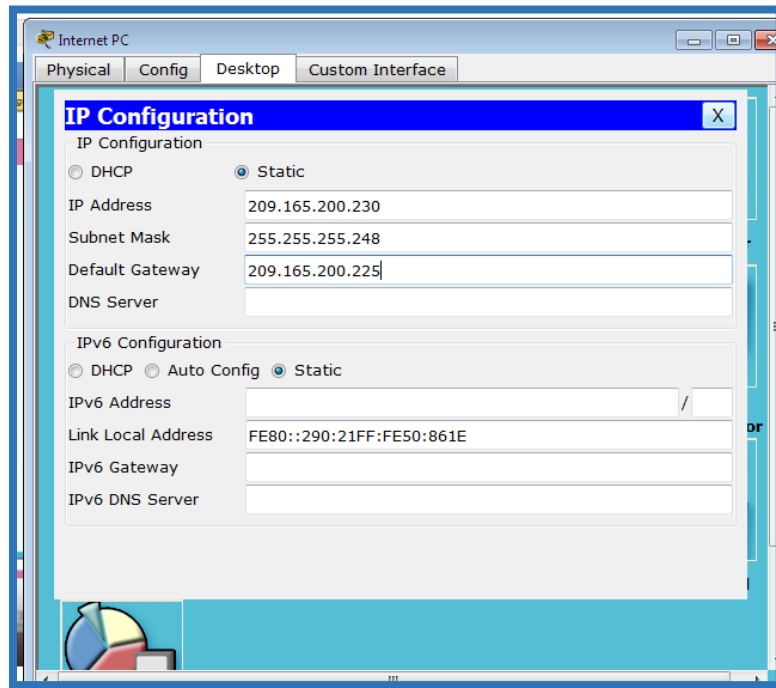 Internet PC
Physical Config Desktop Custom Interface
IP Configuration X
IP Configuration
DHCP Static
IP Address 209.165.200.230
Subnet Mask 255.255.255.248
Default Gateway 209.165.200.225
DNS Server
IPv6 Configuration
DHCP Auto Config Static
IPv6 Address /
Link Local Address FE80::290:21FF:FE50:861E
IPv6 Gateway
IPv6 DNS Server
or